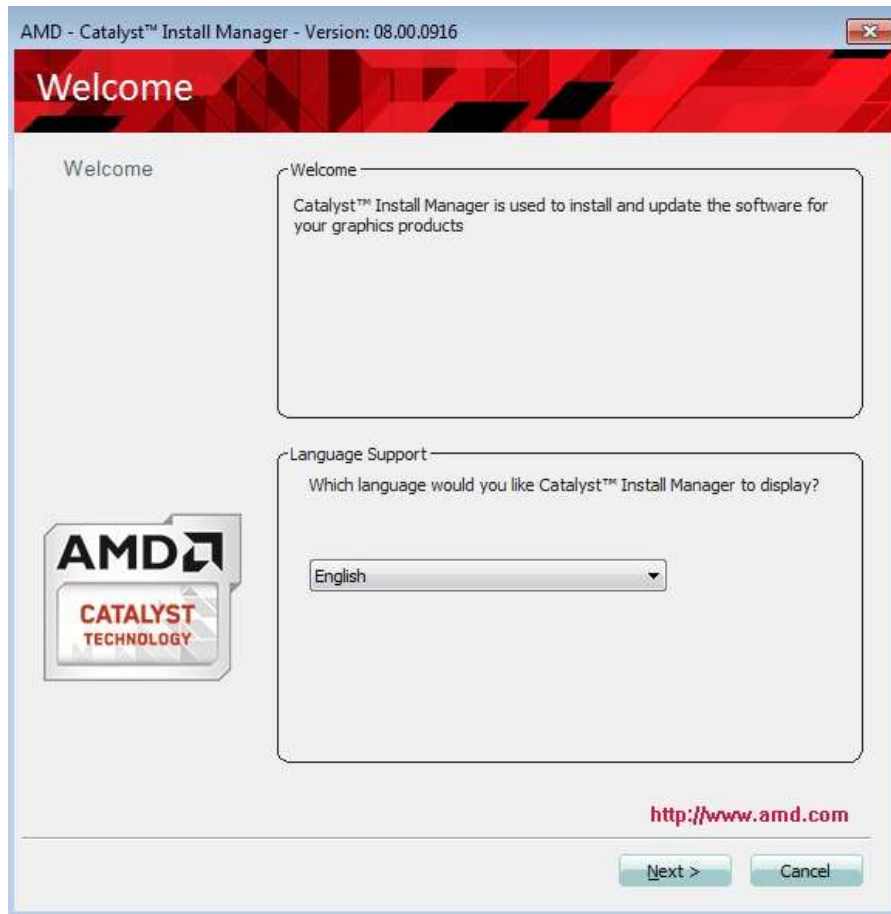 AMD - Catalyst™ Install Manager - Version: 08.00.0916
Welcome
Welcome
Welcome
Catalyst™ Install Manager is used to install and update the software for
your graphics products
Language Support
Which language would you like Catalyst™ Install Manager to display?
English
AMD
CATALYST
TECHNOLOGY
http://www.amd.com
Next >
Cancel